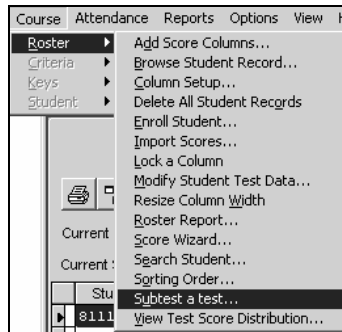 Course Attendance Reports Options View
Roster
Criteria
Keys
Student
Add Score Columns...
Browse Student Record...
Column Setup...
Delete All Student Records
Enroll Student...
Import Scores...
Lock a Column
Modify Student Test Data...
Resize Column Width
Roster Report...
Score Wizard...
Search Student...
Sorting Order...
Subtest a test...
View Test Score Distribution...
Current
Current
Stu
8111